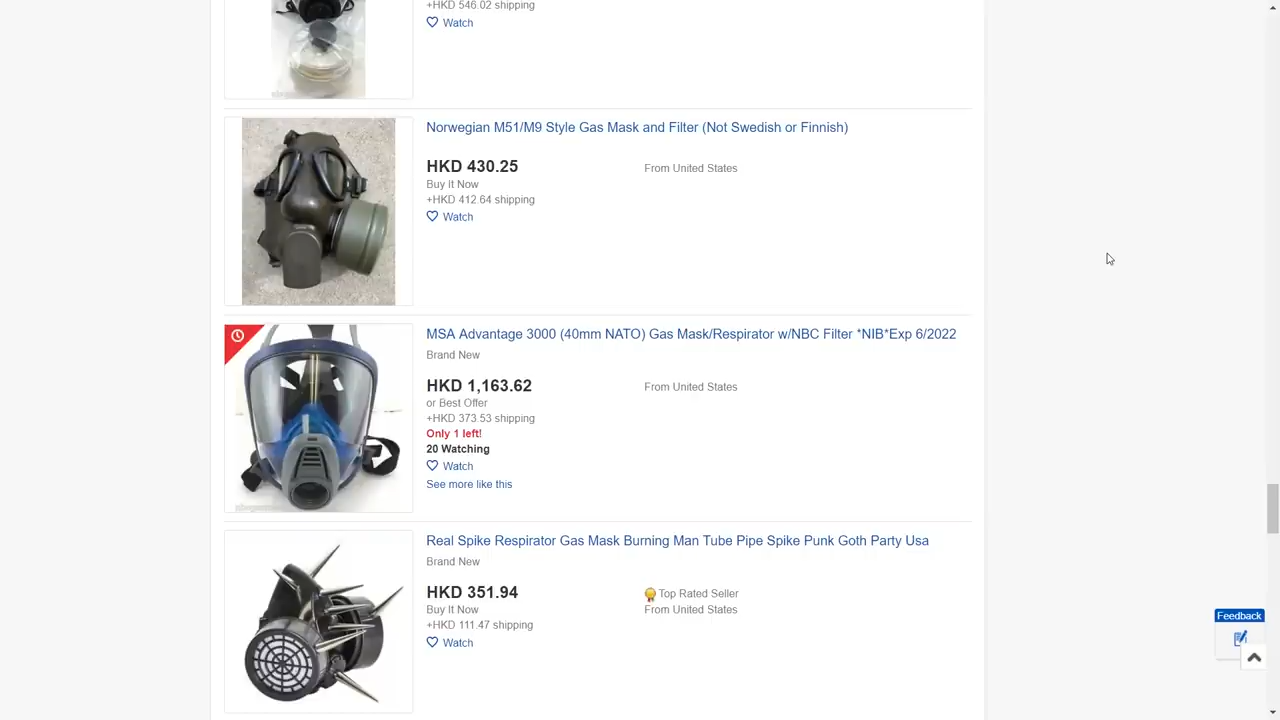 +HKD 546.02 shipping
Watch
Norwegian M51/M9 Style Gas Mask and Filter (Not Swedish or Finnish)
HKD 430.25
From United States
Buy It Now
+HKD 412.64 shipping
Watch
MSA Advantage 3000 (40mm NATO) Gas Mask/Respirator w/NBC Filter *NIB*Exp 6/2022
Brand New
HKD 1,163.62
From United States
or Best Offer
+HKD 373.53 shipping
Only 1 left!
20 Watching
Watch
See more like this
Real Spike Respirator Gas Mask Burning Man Tube Pipe Spike Punk Goth Party Usa
Brand New
HKD 351.94
Top Rated Seller
Buy It Now
From United States
+HKD 111.47 shipping
Watch
Feedback